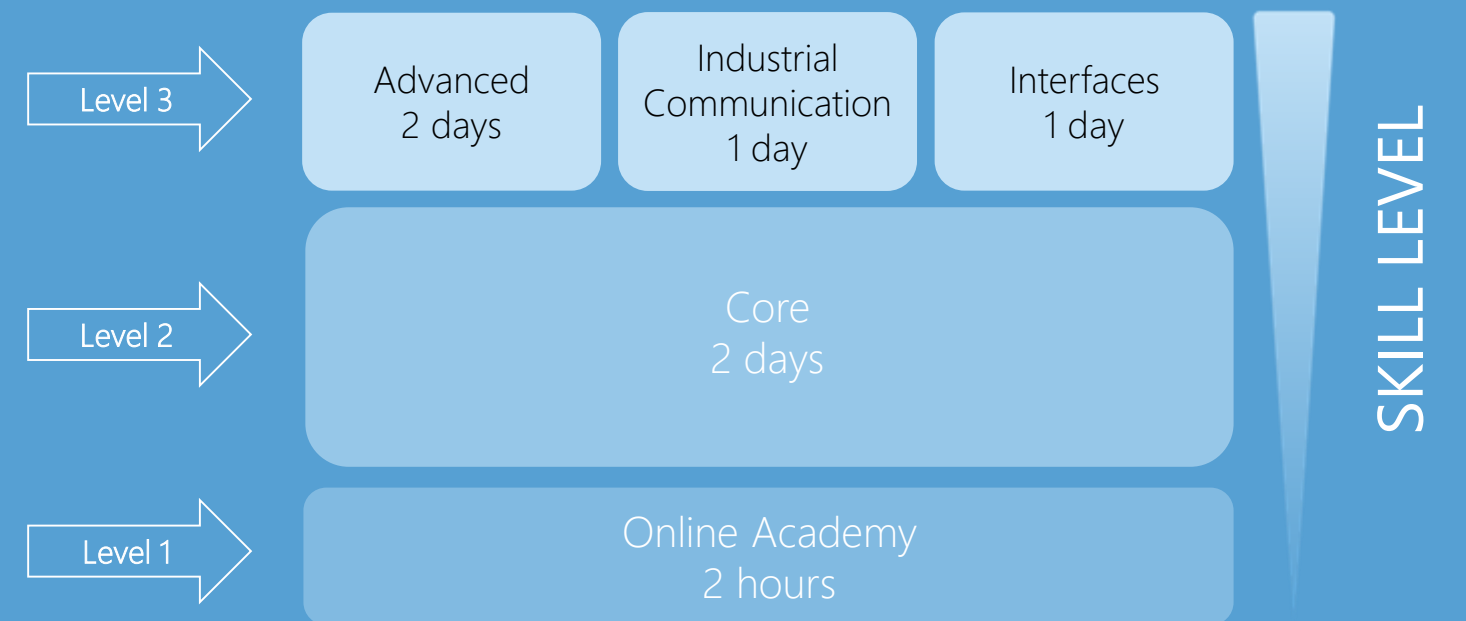 Level 3
Advanced
2 days
Industrial
Communication
1 day
Interfaces
1 day
Level 2
Core
2 days
Level 1
Online Academy
2 hours
SKILL LEVEL